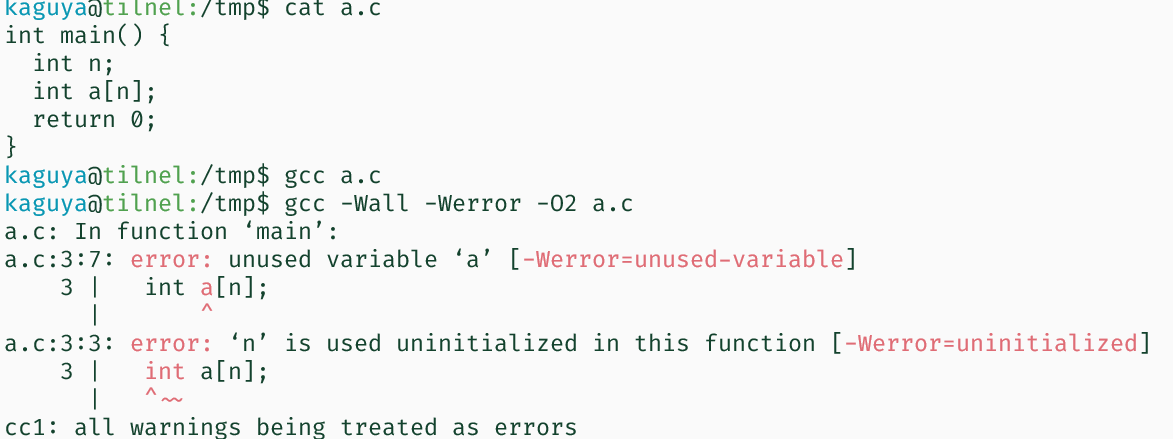 kaguya@tilnel:/tmp$ cat a.c
int main() {
  int n;
  int a[n];
  return 0;
}
kaguya@tilnel:/tmp$ gcc a.c
kaguya@tilnel:/tmp$ gcc -Wall -Werror -O2 a.c
a.c: In function ‘main’:
a.c:3:7: error: unused variable ‘a’ [-Werror=unused-variable]
    3 |   int a[n];
      |       ^
a.c:3:3: error: ‘n’ is used uninitialized in this function [-Werror=uninitialized]
    3 |   int a[n];
      |   ^~~
cc1: all warnings being treated as errors